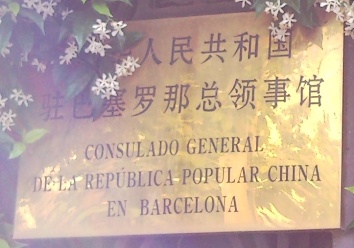 人民共和国
驻巴塞罗那总领事馆
CONSULADO GENERAL
DE LA REPÚBLICA POPULAR CHINA
EN BARCELONA